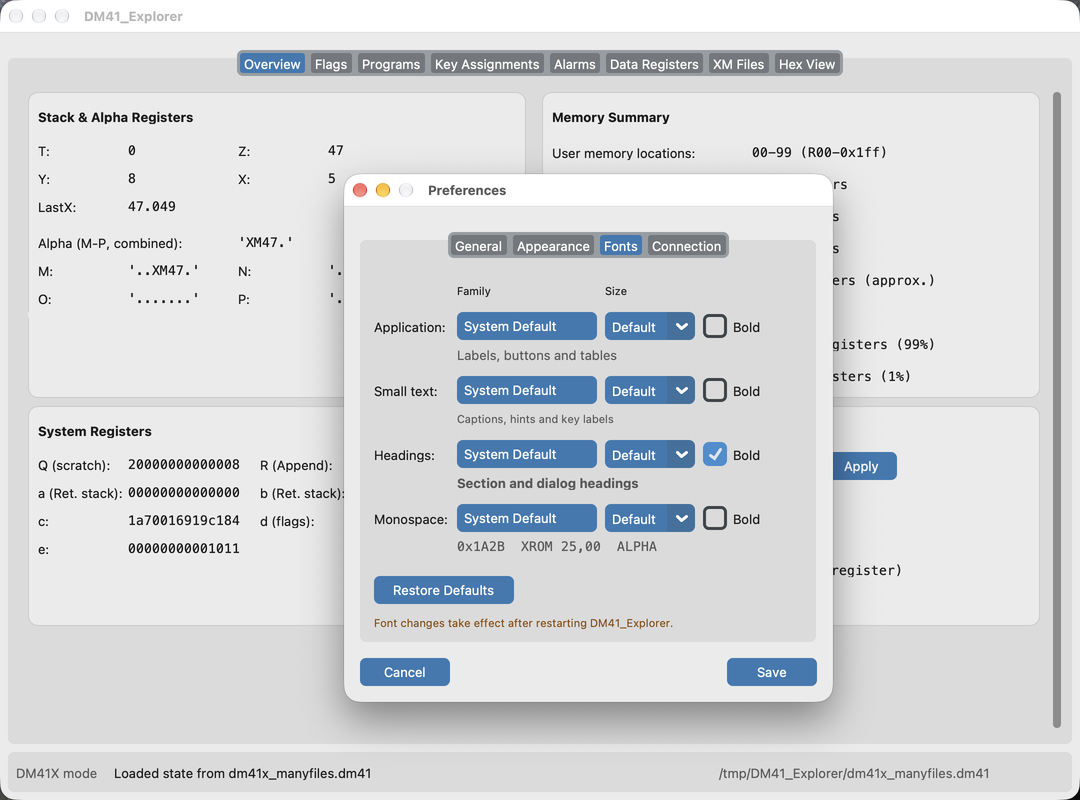 DM41_Explorer
Overview Flags Programs Key Assignments Alarms Data Registers XM Files Hex View
Stack & Alpha Registers
T: 0 Z: 47
Y: 8 X: 5
LastX: 47.049
Alpha (M-P, combined): 'XM47.'
M: '..XM47.' N: '.
O: '.......' P: '.
Memory Summary
User memory locations: 00-99 (R00-0x1ff)
rs
s
s
ers (approx.)
gisters (99%)
sters (1%)
System Registers
Q (scratch): 20000000000008 R (Append):
a (Ret. stack): 00000000000000 b (Ret. stack):
c: 1a70016919c184 d (flags):
e: 00000000001011
Apply
register)
Preferences
General Appearance Fonts Connection
Family Size
Application: System Default Default Bold
Labels, buttons and tables
Small text: System Default Default Bold
Captions, hints and key labels
Headings: System Default Default Bold
Section and dialog headings
Monospace: System Default Default Bold
0x1A2B XROM 25,00 ALPHA
Restore Defaults
Font changes take effect after restarting DM41_Explorer.
Cancel Save
DM41X mode Loaded state from dm41x_manyfiles.dm41 /tmp/DM41_Explorer/dm41x_manyfiles.dm41